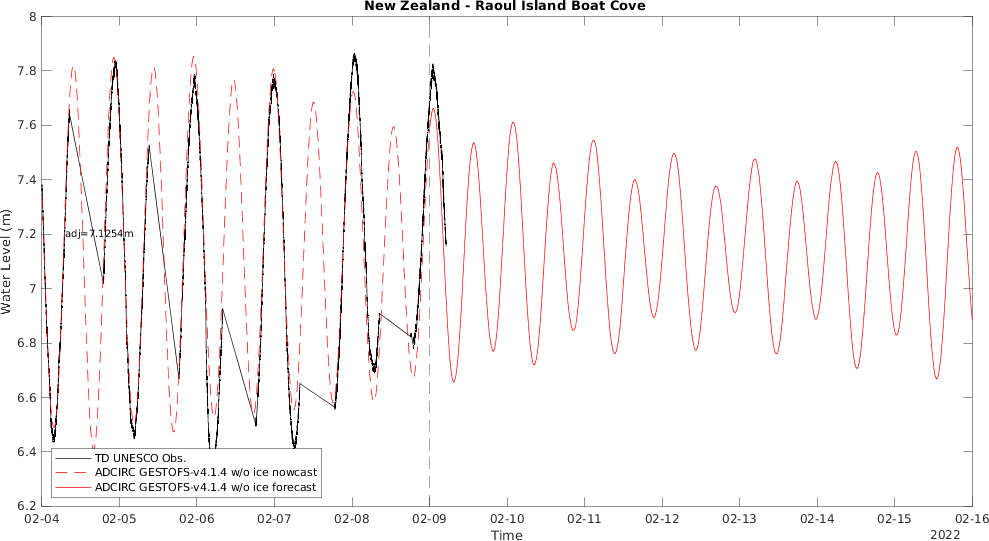 New Zealand - Raoul Island Boat Cove
8
7.8
7.6
7.4
7.2
7
6.8
6.6
6.4
6.2
Water Level (m)
adj=7.1254m
TD UNESCO Obs.
ADCIRC GESTOFS-v4.1.4 w/o ice nowcast
ADCIRC GESTOFS-v4.1.4 w/o ice forecast
02-04 02-05 02-06 02-07 02-08 02-09 02-10 02-11 02-12 02-13 02-14 02-15 02-16
Time
2022